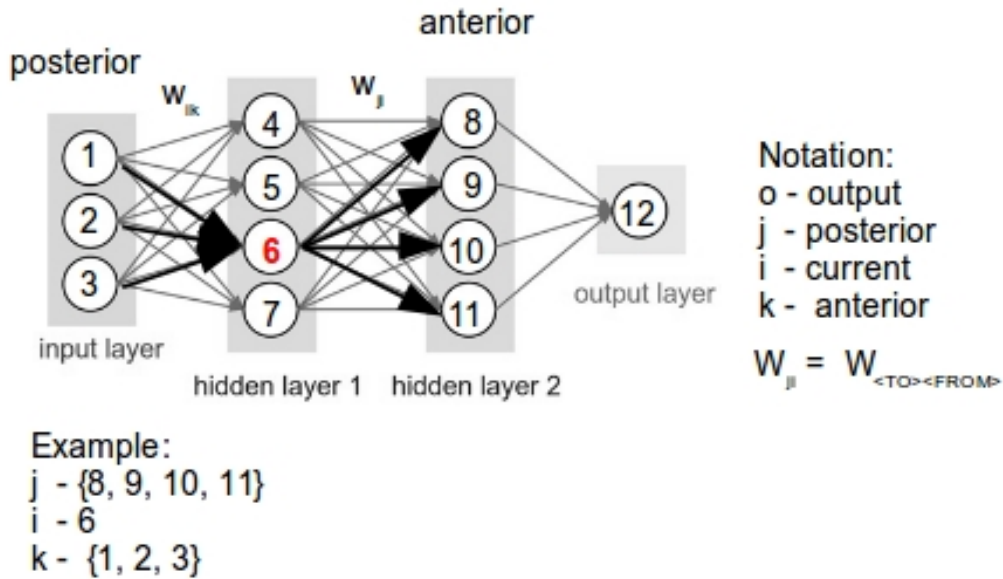 anterior
posterior
W_ik
W_ji
1
2
3
4
5
6
7
8
9
10
11
12
input layer
hidden layer 1
hidden layer 2
output layer
Notation:
o - output
j - posterior
i - current
k - anterior
W_ji = W_<TO><FROM>
Example:
j - {8, 9, 10, 11}
i - 6
k - {1, 2, 3}